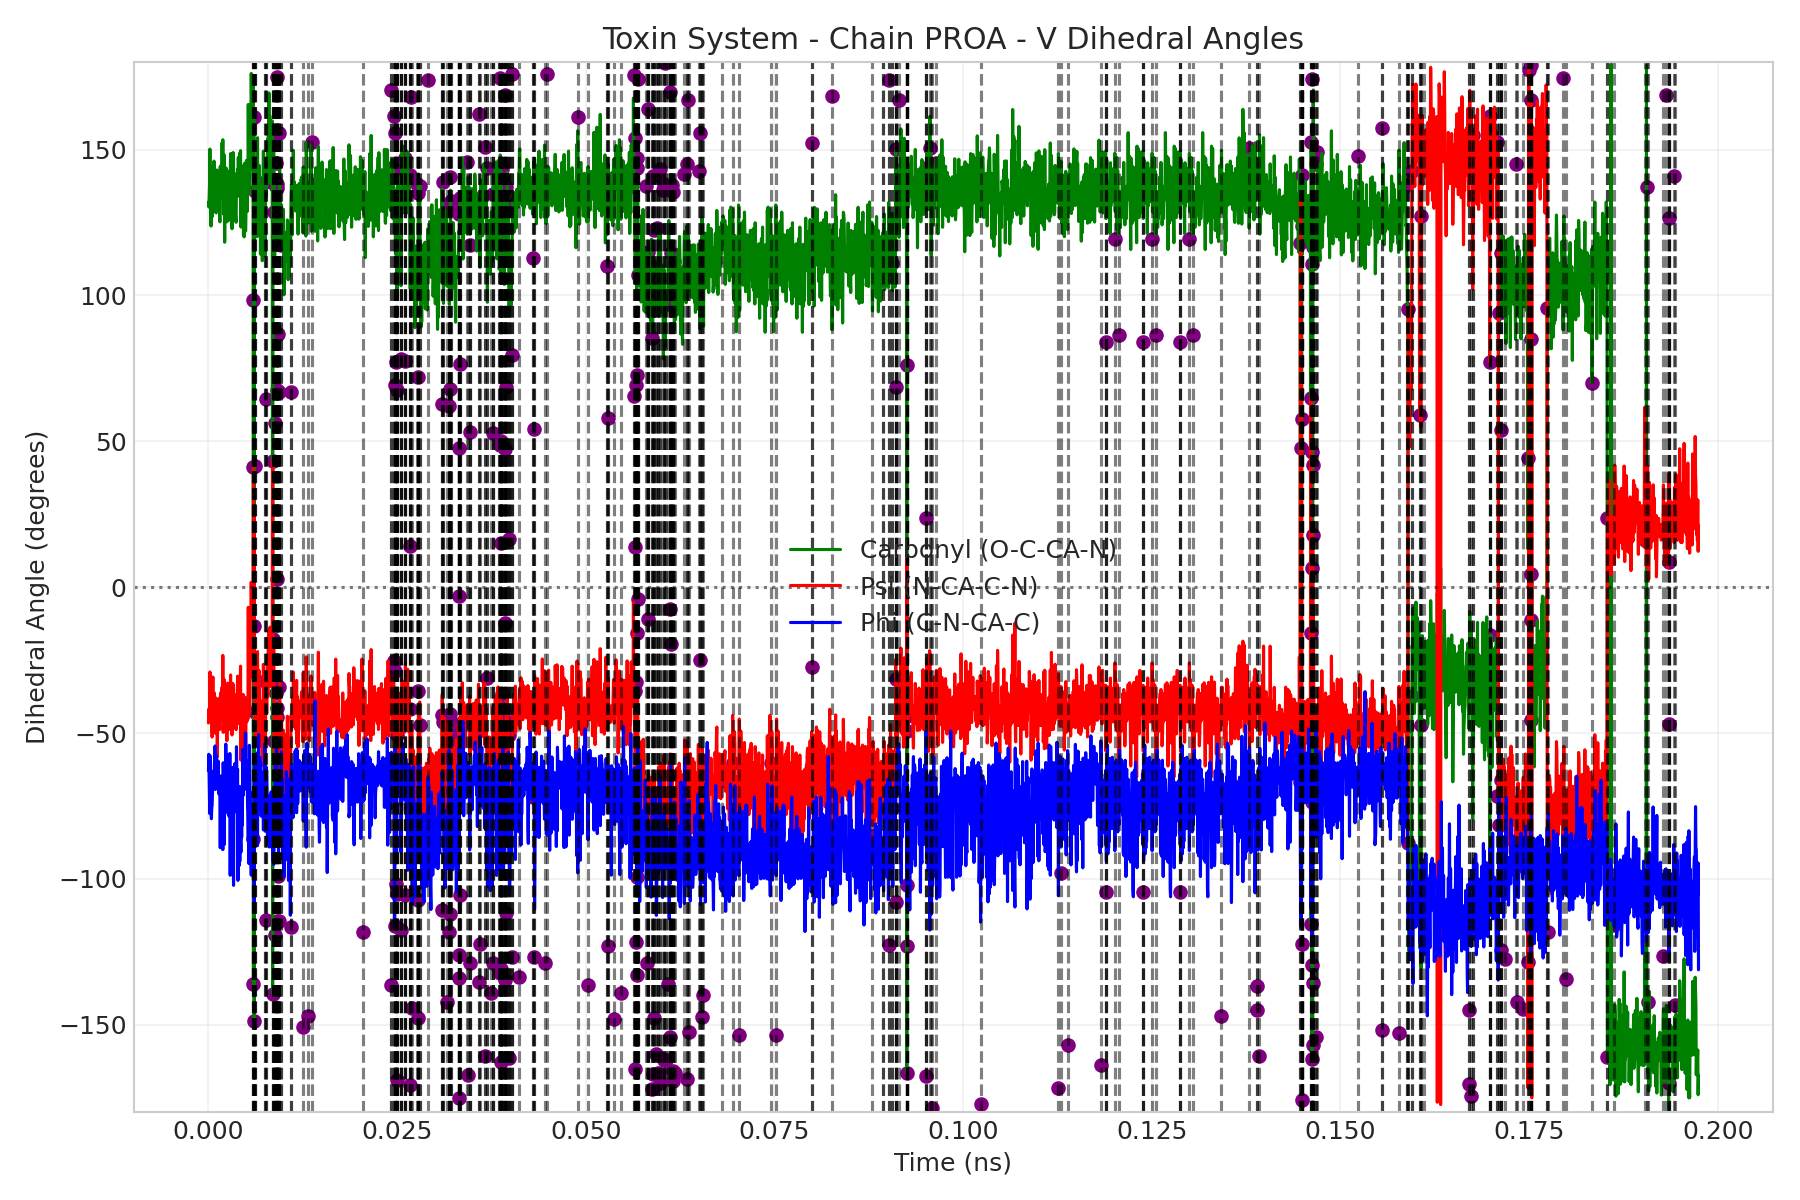 Toxin System - Chain PROA - V Dihedral Angles
Dihedral Angle (degrees)
150
100
50
0
−50
−100
−150
Carbonyl (O-C-CA-N)
Psi (N-CA-C-N)
Phi (C-N-CA-C)
0.000 0.025 0.050 0.075 0.100 0.125 0.150 0.175 0.200
Time (ns)